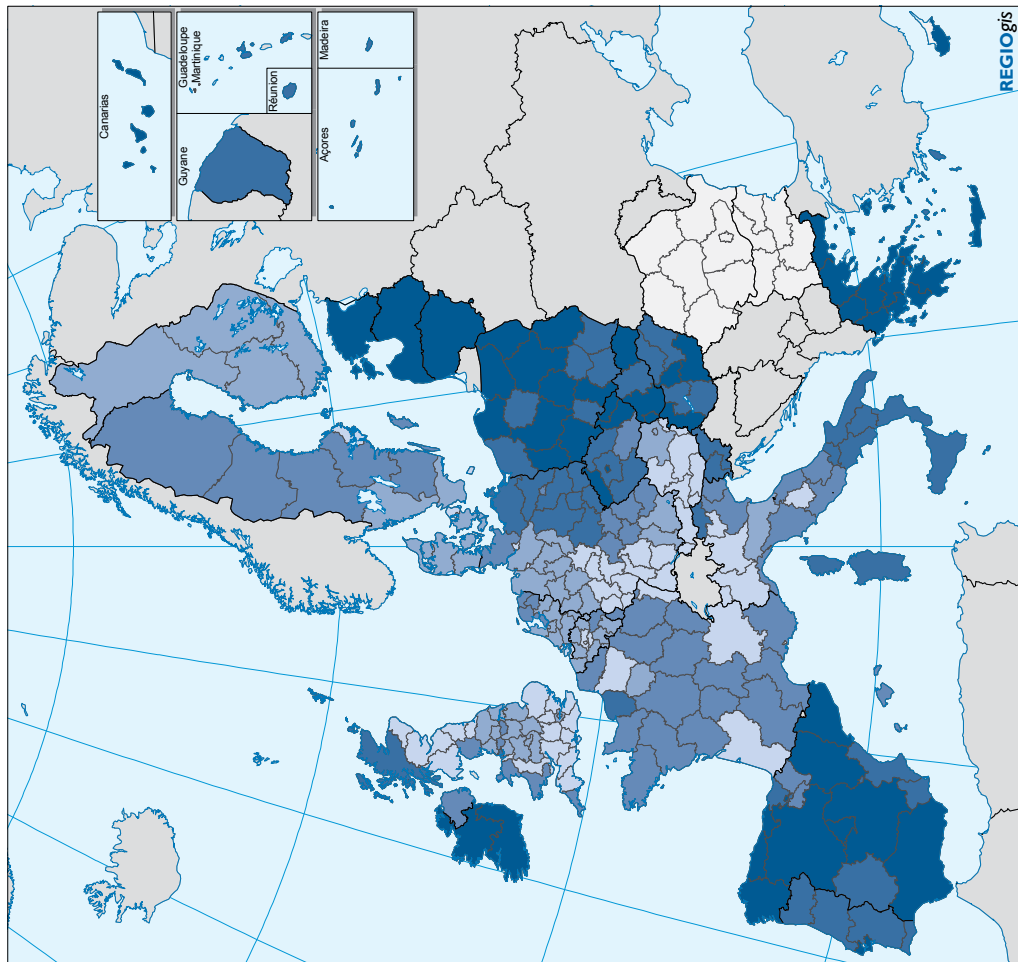 Canarias
Guyane
Guadeloupe
Martinique
Réunion
Açores
Madeira
REGIOgis